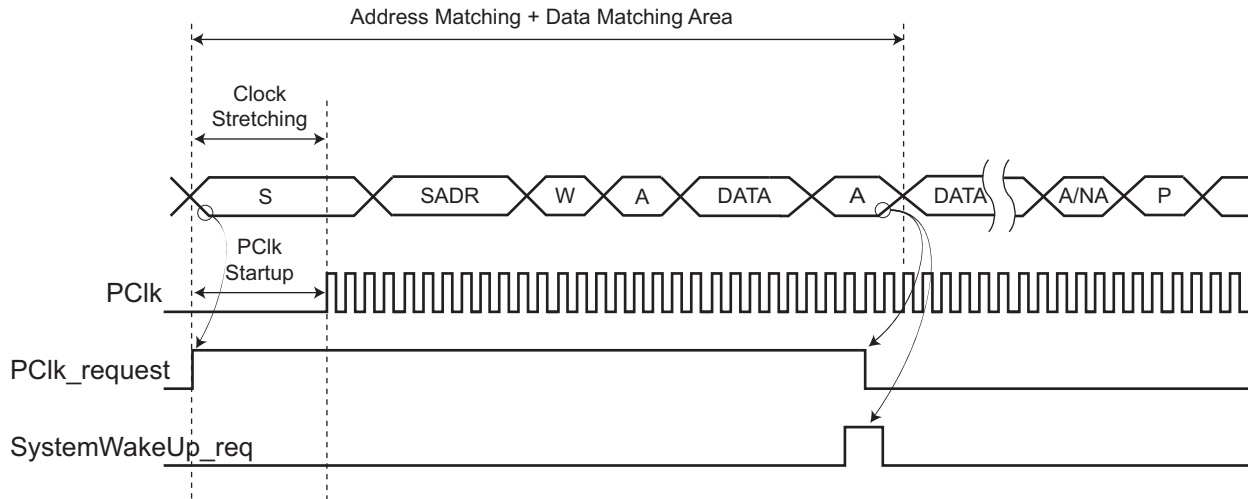 Address Matching + Data Matching Area
Clock
Stretching
S
SADR
W
A
DATA
A
DATA
A/NA
P
PClk
Startup
PClk
PClk_request
SystemWakeUp_req